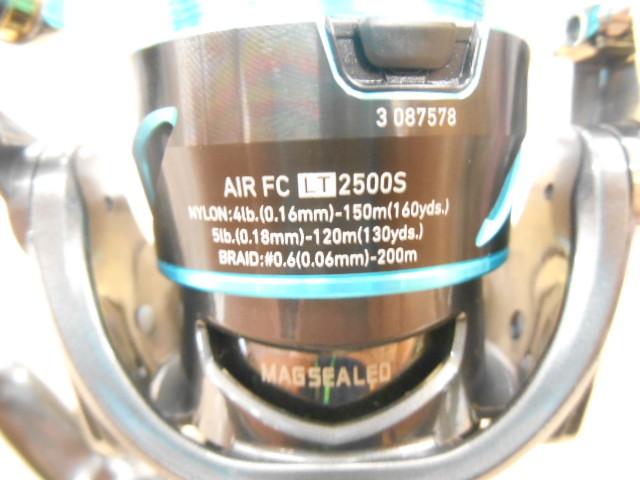 3 087578
AIR FC LT 2500S
NYLON:4lb.(0.16mm)-150m(160yds.)
5lb.(0.18mm)-120m(130yds.)
BRAID:#0.6(0.06mm)-200m
MAGSEALED